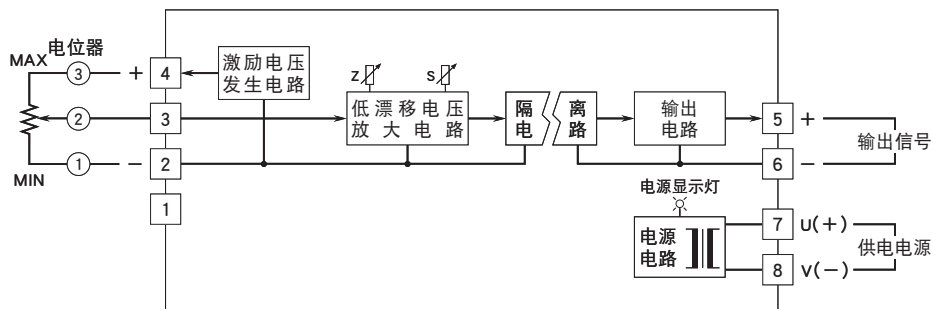 电位器
MAX
③
+
4
激励电压
发生电路
Z
S
②
3
低漂移电压
放大电路
隔离
电路
输出
电路
5
+
输出信号
①
−
2
6
−
MIN
1
电源显示灯
电源
电路
7
U(+)
供电电源
8
V(−)